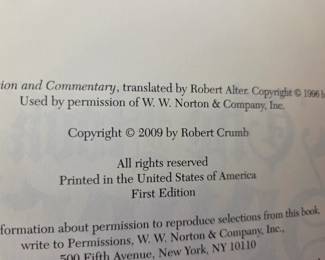 ion and Commentary, translated by Robert Alter. Copyright © 1996 b
Used by permission of W. W. Norton & Company, Inc.
Copyright © 2009 by Robert Crumb
All rights reserved
Printed in the United States of America
First Edition
formation about permission to reproduce selections from this book,
write to Permissions, W. W. Norton & Company, Inc.,
500 Fifth Avenue, New York, NY 10110